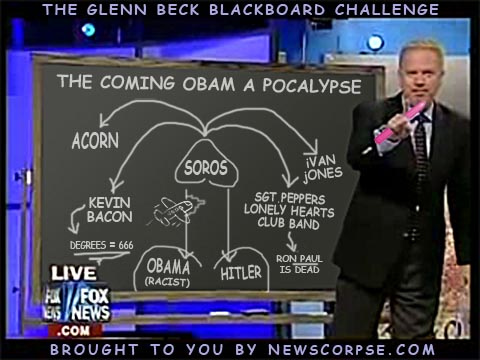 THE GLENN BECK BLACKBOARD CHALLENGE
THE COMING OBAM A POCALYPSE
ACORN
SOROS
¡VAN
JONES
KEVIN
BACON
SGT. PEPPERS
LONELY HEARTS
CLUB BAND
DEGREES = 666
RON PAUL
IS DEAD
OBAMA
(RACIST)
HITLER
LIVE
FOX
NEWS
FOX
NEWS
.COM
BROUGHT TO YOU BY NEWSCORPSE.COM